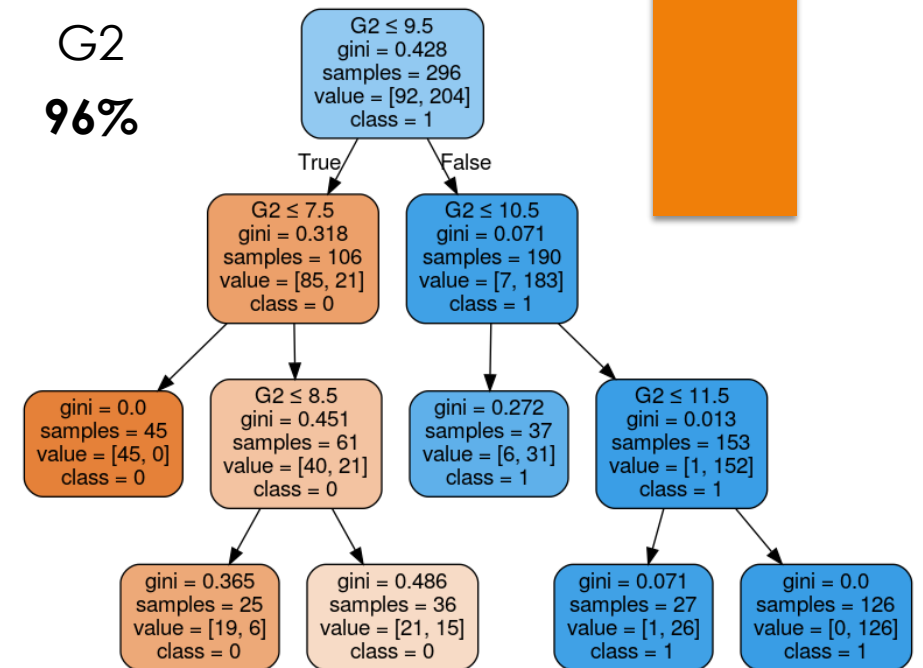 G2
96%
G2 ≤ 9.5
gini = 0.428
samples = 296
value = [92, 204]
class = 1
True
False
G2 ≤ 7.5
gini = 0.318
samples = 106
value = [85, 21]
class = 0
G2 ≤ 10.5
gini = 0.071
samples = 190
value = [7, 183]
class = 1
gini = 0.0
samples = 45
value = [45, 0]
class = 0
G2 ≤ 8.5
gini = 0.451
samples = 61
value = [40, 21]
class = 0
gini = 0.272
samples = 37
value = [6, 31]
class = 1
G2 ≤ 11.5
gini = 0.013
samples = 153
value = [1, 152]
class = 1
gini = 0.365
samples = 25
value = [19, 6]
class = 0
gini = 0.486
samples = 36
value = [21, 15]
class = 0
gini = 0.071
samples = 27
value = [1, 26]
class = 1
gini = 0.0
samples = 126
value = [0, 126]
class = 1